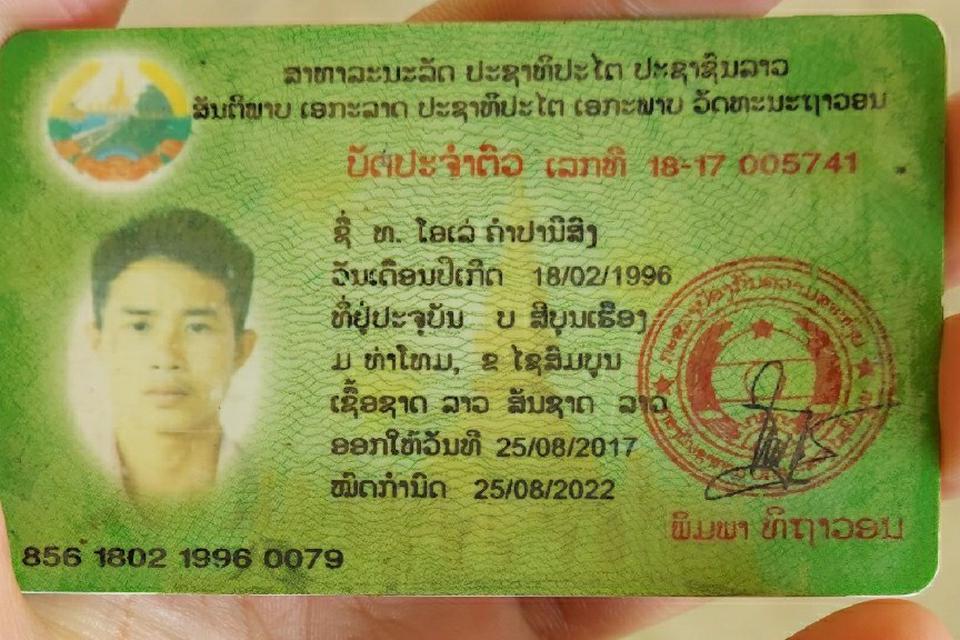 ສາທາລະນະລັດ ປະຊາທິປະໄຕ ປະຊາຊົນລາວ
ສັນຕິພາບ ເອກະລາດ ປະຊາທິປະໄຕ ເອກະພາບ ວັດທະນະຖາວອນ
ບັດປະຈຳຕົວ ເລກທີ 18-17 005741
ຊື່ ທ. ໂອເລ່ ຄຳປານີສິງ
ວັນເດືອນປີເກີດ 18/02/1996
ທີ່ຢູ່ປະຈຸບັນ ບ ສີບຸນເຮືອງ
ມ ທ່າໂທມ, ຂ ໄຊສົມບູນ
ເຊື້ອຊາດ ລາວ ສັນຊາດ ລາວ
ອອກໃຫ້ວັນທີ 25/08/2017
ໝົດກຳນົດ 25/08/2022
ພິມພາ ທິຖາວອນ
856 1802 1996 0079